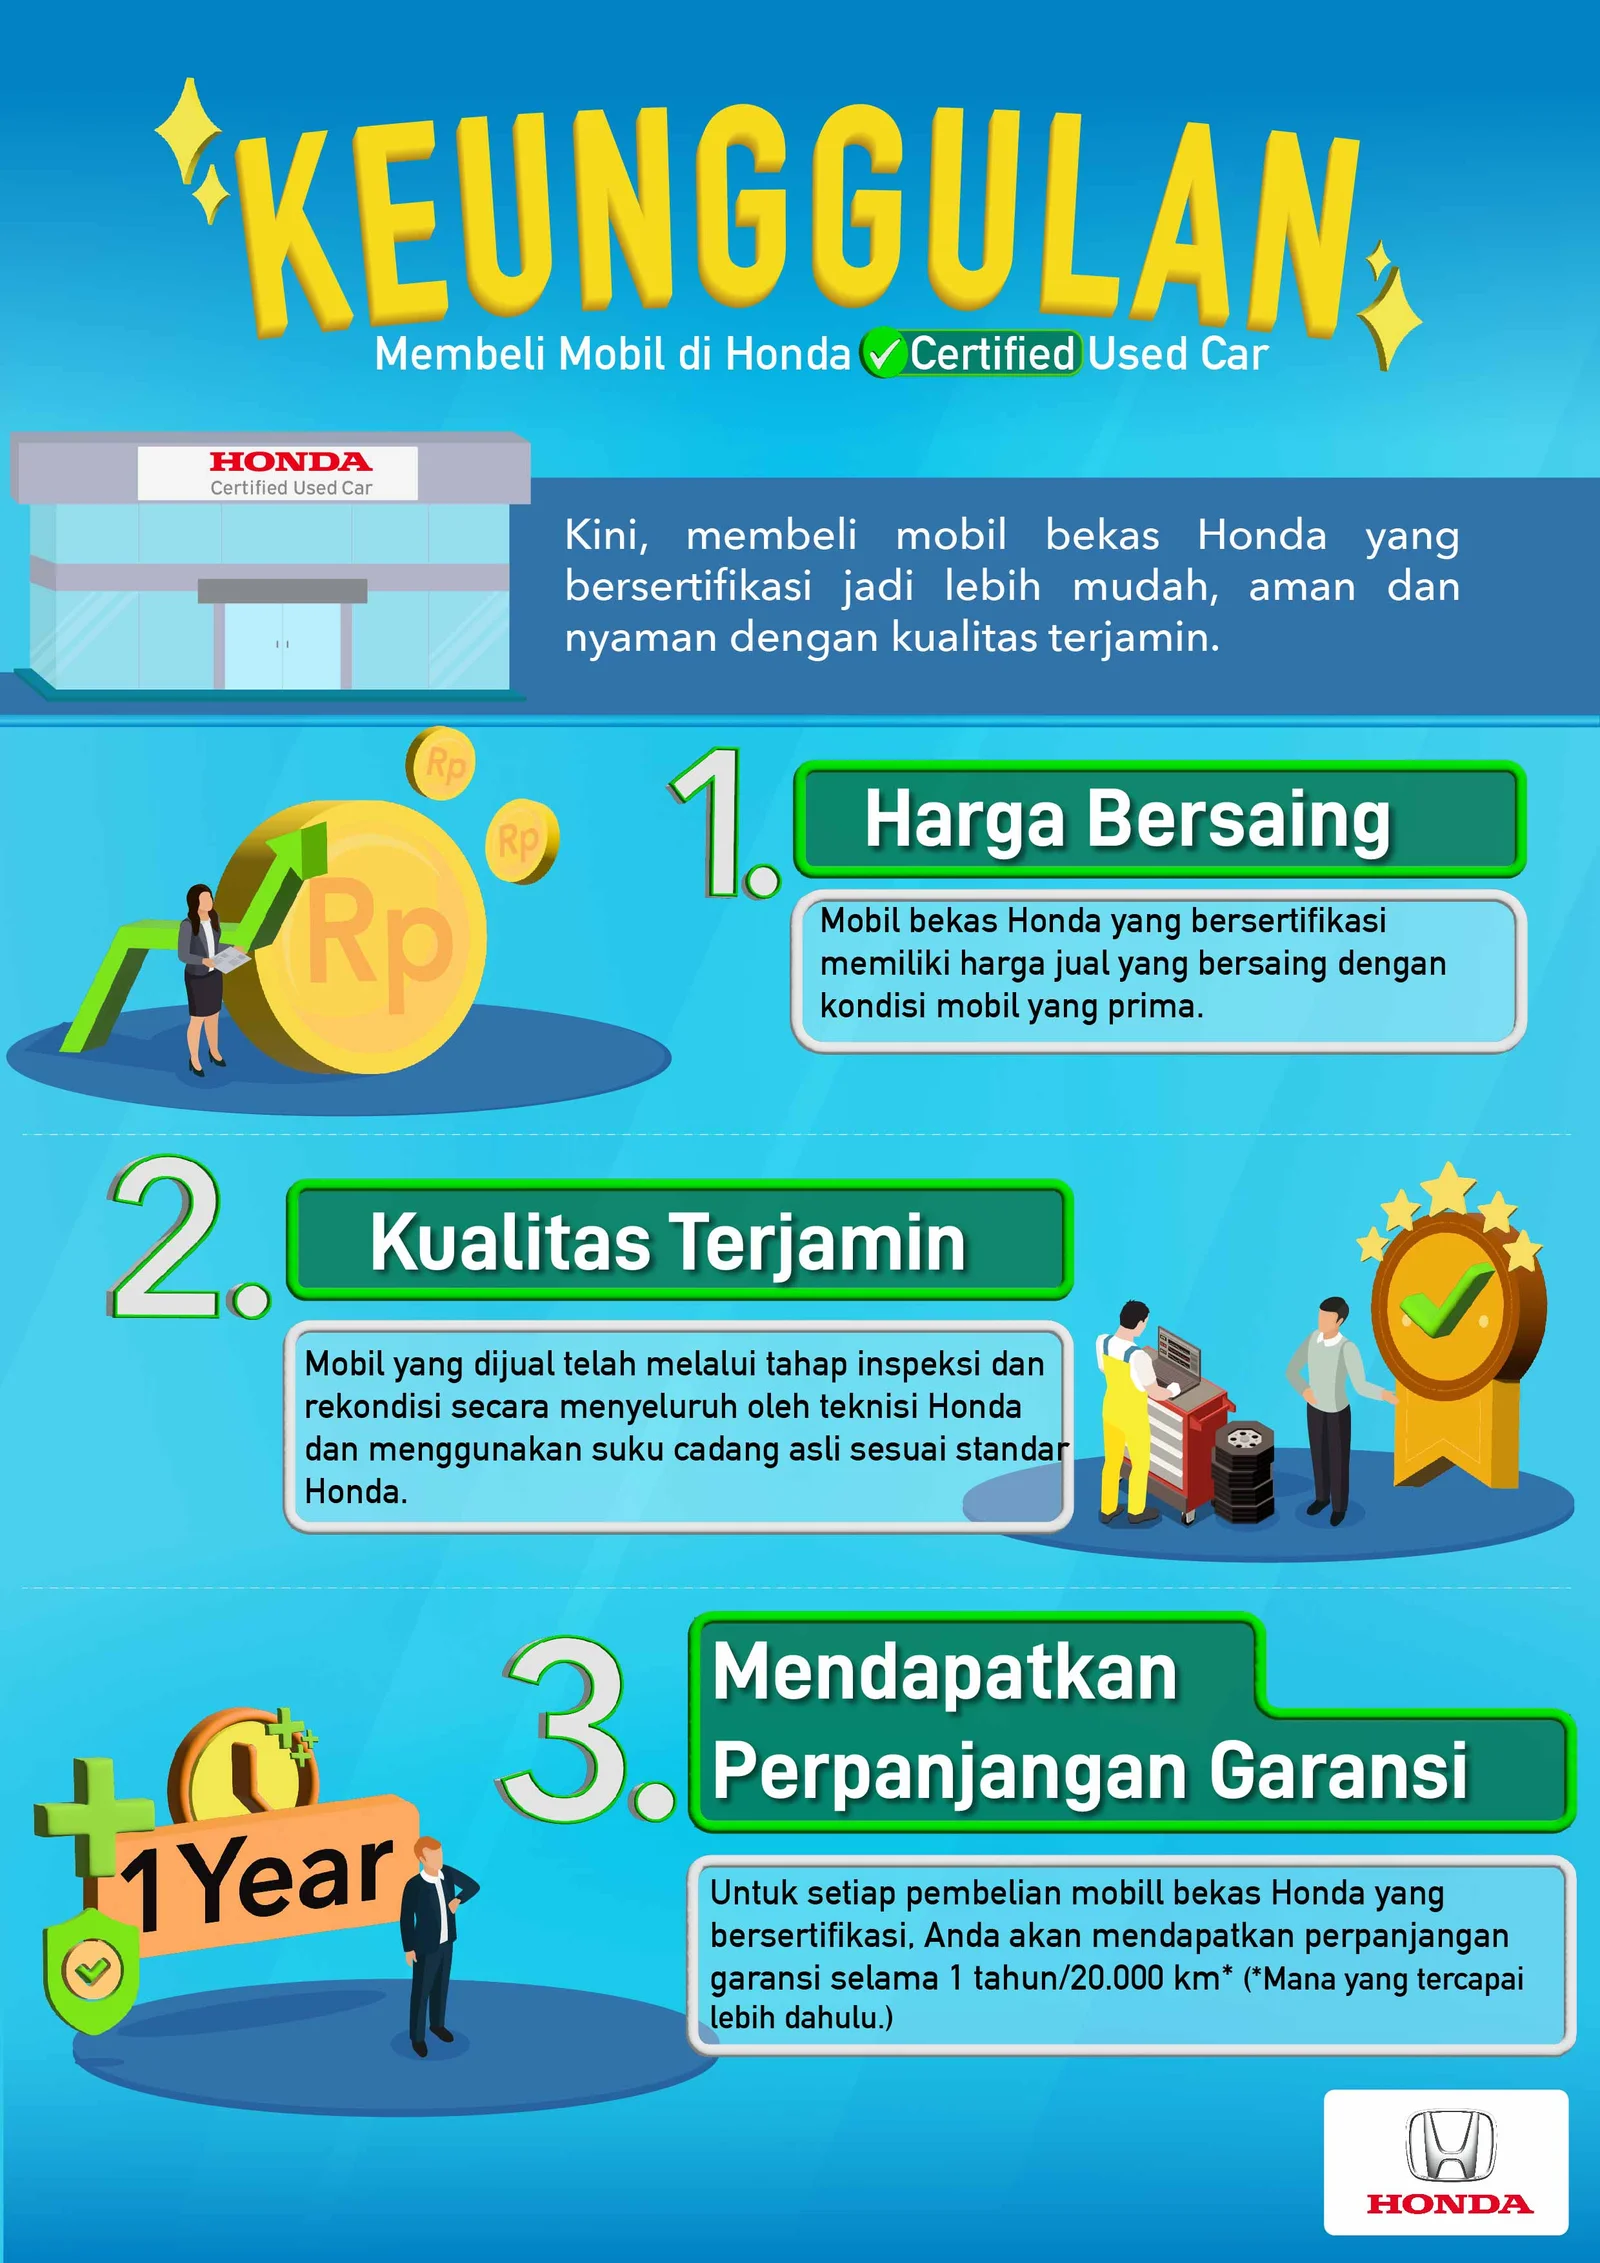 KEUNGGULAN
Membeli Mobil di Honda Certified Used Car
HONDA
Certified Used Car
Kini, membeli mobil bekas Honda yang
bersertifikasi jadi lebih mudah, aman dan
nyaman dengan kualitas terjamin.
Rp
Rp
Rp
1.
Harga Bersaing
Mobil bekas Honda yang bersertifikasi
memiliki harga jual yang bersaing dengan
kondisi mobil yang prima.
2.
Kualitas Terjamin
Mobil yang dijual telah melalui tahap inspeksi dan
rekondisi secara menyeluruh oleh teknisi Honda
dan menggunakan suku cadang asli sesuai standar
Honda.
3.
Mendapatkan
Perpanjangan Garansi
1 Year
Untuk setiap pembelian mobill bekas Honda yang
bersertifikasi, Anda akan mendapatkan perpanjangan
garansi selama 1 tahun/20.000 km* (*Mana yang tercapai
lebih dahulu.)
HONDA